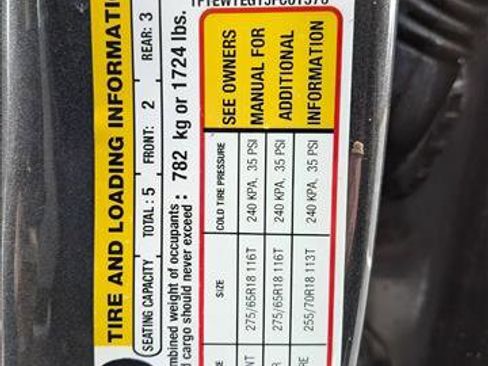 TIRE AND LOADING INFORMATION
SEATING CAPACITY TOTAL: 5 FRONT: 2 REAR: 3
weight of occupants
cargo should never exceed : 782 kg or 1724 lbs.
SIZE COLD TIRE PRESSURE SEE OWNERS
275/65R18 116T 240 KPA, 35 PSI MANUAL FOR
275/65R18 116T 240 KPA, 35 PSI ADDITIONAL
255/70R18 113T 240 KPA, 35 PSI INFORMATION